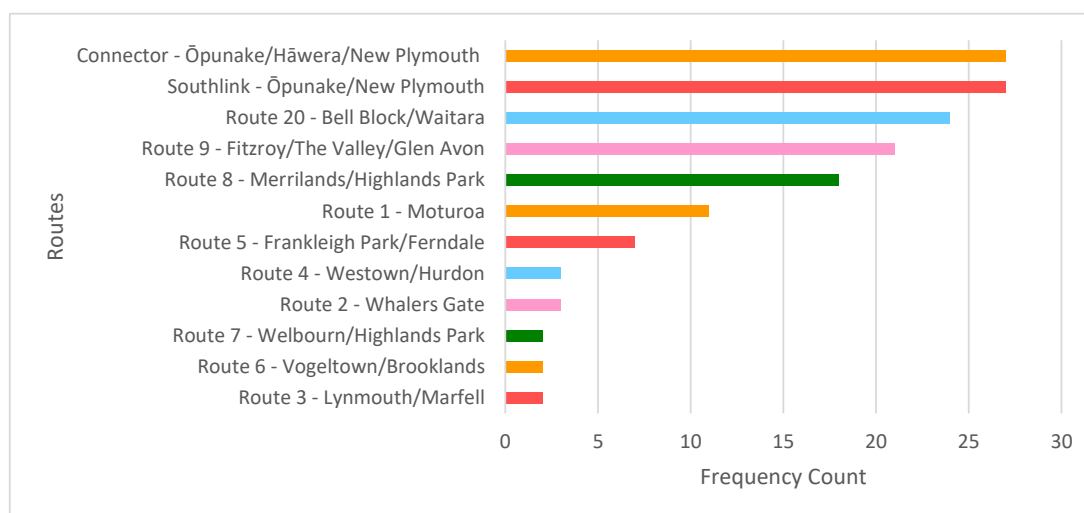 Connector - Ōpunake/Hāwera/New Plymouth
Southlink - Ōpunake/New Plymouth
Route 20 - Bell Block/Waitara
Route 9 - Fitzroy/The Valley/Glen Avon
Route 8 - Merrilands/Highlands Park
Route 1 - Moturoa
Route 5 - Frankleigh Park/Ferndale
Route 4 - Westown/Hurdon
Route 2 - Whalers Gate
Route 7 - Welbourn/Highlands Park
Route 6 - Vogeltown/Brooklands
Route 3 - Lynmouth/Marfell
Routes
0 5 10 15 20 25 30
Frequency Count